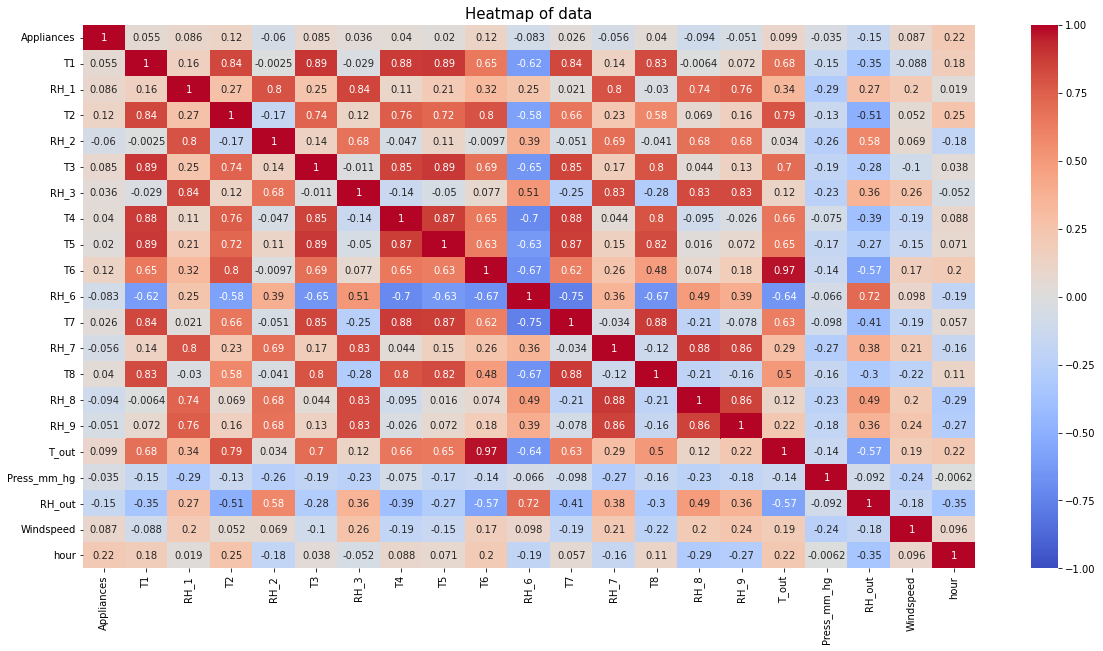 Heatmap of data
Appliances 1 0.055 0.086 0.12 -0.06 0.085 0.036 0.04 0.02 0.12 -0.083 0.026 -0.056 0.04 -0.094 -0.051 0.099 -0.035 -0.15 0.087 0.22
T1 0.055 1 0.16 0.84 -0.0025 0.89 -0.029 0.88 0.89 0.65 -0.62 0.84 0.14 0.83 -0.0064 0.072 0.68 -0.15 -0.35 -0.088 0.18
RH_1 0.086 0.16 1 0.27 0.8 0.25 0.84 0.11 0.21 0.32 0.25 0.021 0.8 -0.03 0.74 0.76 0.34 -0.29 0.27 0.2 0.019
T2 0.12 0.84 0.27 1 -0.17 0.74 0.12 0.76 0.72 0.8 -0.58 0.66 0.23 0.58 0.069 0.16 0.79 -0.13 -0.51 0.052 0.25
RH_2 -0.06 -0.0025 0.8 -0.17 1 0.14 0.68 -0.047 0.11 -0.0097 0.39 -0.051 0.69 -0.041 0.68 0.68 0.034 -0.26 0.58 0.069 -0.18
T3 0.085 0.89 0.25 0.74 0.14 1 -0.011 0.85 0.89 0.69 -0.65 0.85 0.17 0.8 0.044 0.13 0.7 -0.19 -0.28 -0.1 0.038
RH_3 0.036 -0.029 0.84 0.12 0.68 -0.011 1 -0.14 -0.05 0.077 0.51 -0.25 0.83 -0.28 0.83 0.83 0.12 -0.23 0.36 0.26 -0.052
T4 0.04 0.88 0.11 0.76 -0.047 0.85 -0.14 1 0.87 0.65 -0.7 0.88 0.044 0.8 -0.095 -0.026 0.66 -0.075 -0.39 -0.19 0.088
T5 0.02 0.89 0.21 0.72 0.11 0.89 -0.05 0.87 1 0.63 -0.63 0.87 0.15 0.82 0.016 0.072 0.65 -0.17 -0.27 -0.15 0.071
T6 0.12 0.65 0.32 0.8 -0.0097 0.69 0.077 0.65 0.63 1 -0.67 0.62 0.26 0.48 0.074 0.18 0.97 -0.14 -0.57 0.17 0.2
RH_6 -0.083 -0.62 0.25 -0.58 0.39 -0.65 0.51 -0.7 -0.63 -0.67 1 -0.75 0.36 -0.67 0.49 0.39 -0.64 -0.066 0.72 0.098 -0.19
T7 0.026 0.84 0.021 0.66 -0.051 0.85 -0.25 0.88 0.87 0.62 -0.75 1 -0.034 0.88 -0.21 -0.078 0.63 -0.098 -0.41 -0.19 0.057
RH_7 -0.056 0.14 0.8 0.23 0.69 0.17 0.83 0.044 0.15 0.26 0.36 -0.034 1 -0.12 0.88 0.86 0.29 -0.27 0.38 0.21 -0.16
T8 0.04 0.83 -0.03 0.58 -0.041 0.8 -0.28 0.8 0.82 0.48 -0.67 0.88 -0.12 1 -0.21 -0.16 0.5 -0.16 -0.3 -0.22 0.11
RH_8 -0.094 -0.0064 0.74 0.069 0.68 0.044 0.83 -0.095 0.016 0.074 0.49 -0.21 0.88 -0.21 1 0.86 0.12 -0.23 0.49 0.2 -0.29
RH_9 -0.051 0.072 0.76 0.16 0.68 0.13 0.83 -0.026 0.072 0.18 0.39 -0.078 0.86 -0.16 0.86 1 0.22 -0.18 0.36 0.24 -0.27
T_out 0.099 0.68 0.34 0.79 0.034 0.7 0.12 0.66 0.65 0.97 -0.64 0.63 0.29 0.5 0.12 0.22 1 -0.14 -0.57 0.19 0.22
Press_mm_hg -0.035 -0.15 -0.29 -0.13 -0.26 -0.19 -0.23 -0.075 -0.17 -0.14 -0.066 -0.098 -0.27 -0.16 -0.23 -0.18 -0.14 1 -0.092 -0.24 -0.0062
RH_out -0.15 -0.35 0.27 -0.51 0.58 -0.28 0.36 -0.39 -0.27 -0.57 0.72 -0.41 0.38 -0.3 0.49 0.36 -0.57 -0.092 1 -0.18 -0.35
Windspeed 0.087 -0.088 0.2 0.052 0.069 -0.1 0.26 -0.19 -0.15 0.17 0.098 -0.19 0.21 -0.22 0.2 0.24 0.19 -0.24 -0.18 1 0.096
hour 0.22 0.18 0.019 0.25 -0.18 0.038 -0.052 0.088 0.071 0.2 -0.19 0.057 -0.16 0.11 -0.29 -0.27 0.22 -0.0062 -0.35 0.096 1
Appliances T1 RH_1 T2 RH_2 T3 RH_3 T4 T5 T6 RH_6 T7 RH_7 T8 RH_8 RH_9 T_out Press_mm_hg RH_out Windspeed hour
1.00
0.75
0.50
0.25
0.00
-0.25
-0.50
-0.75
-1.00